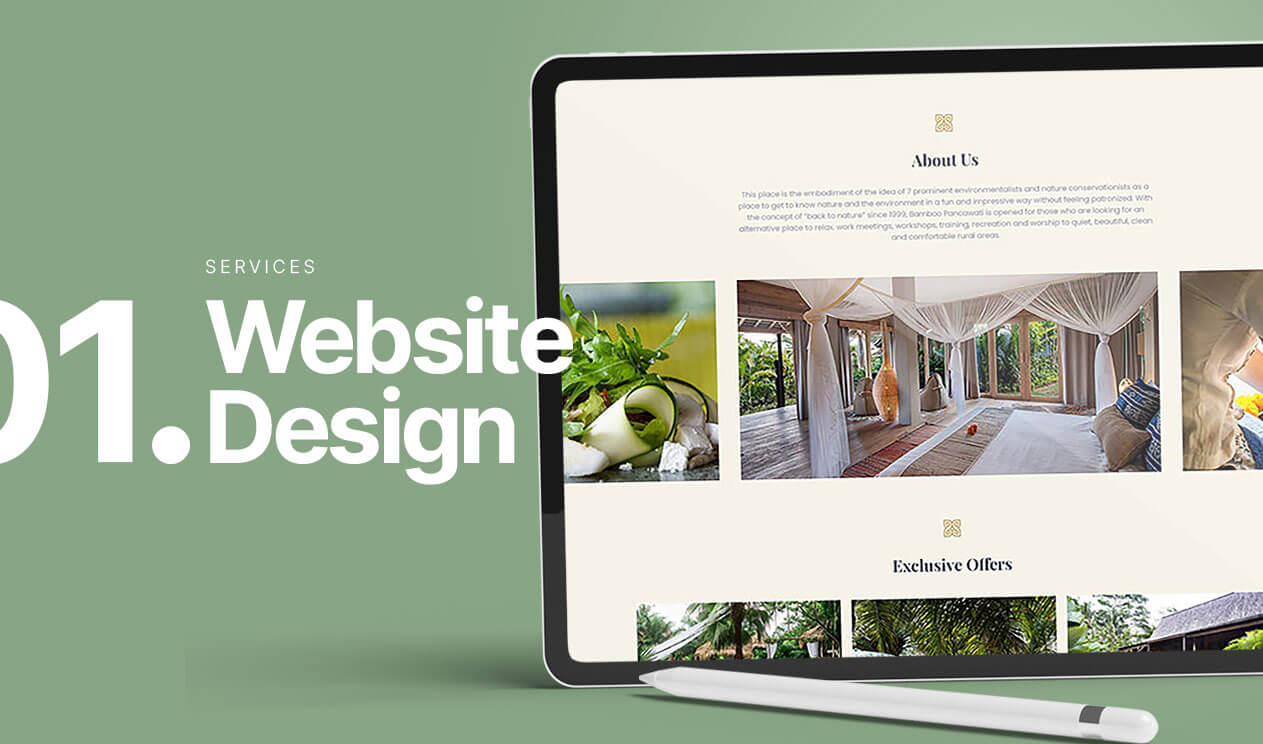 SERVICES
01. Website
Design
About Us
This place is the embodiment of the idea of 7 prominent environmentalists and nature conservationists as a
place to get to know nature and the environment in a fun and impressive way without feeling patronized. With
the concept of "back to nature" since 1999, Bamboo Pancawati is opened for those who are looking for an
alternative place to relax, work meetings, workshops, training, recreation and worship to quiet, beautiful, clean
and comfortable rural areas.
Exclusive Offers